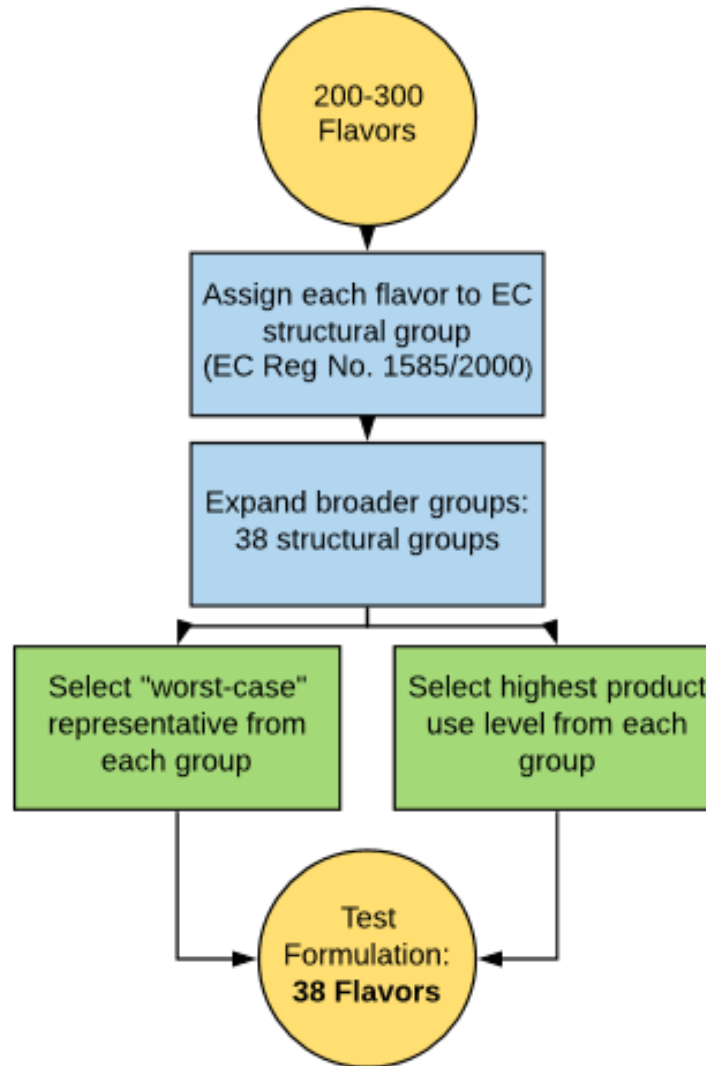 200-300
Flavors
Assign each flavor to EC
structural group
(EC Reg No. 1585/2000)
Expand broader groups:
38 structural groups
Select "worst-case"
representative from
each group
Select highest product
use level from each
group
Test
Formulation:
38 Flavors